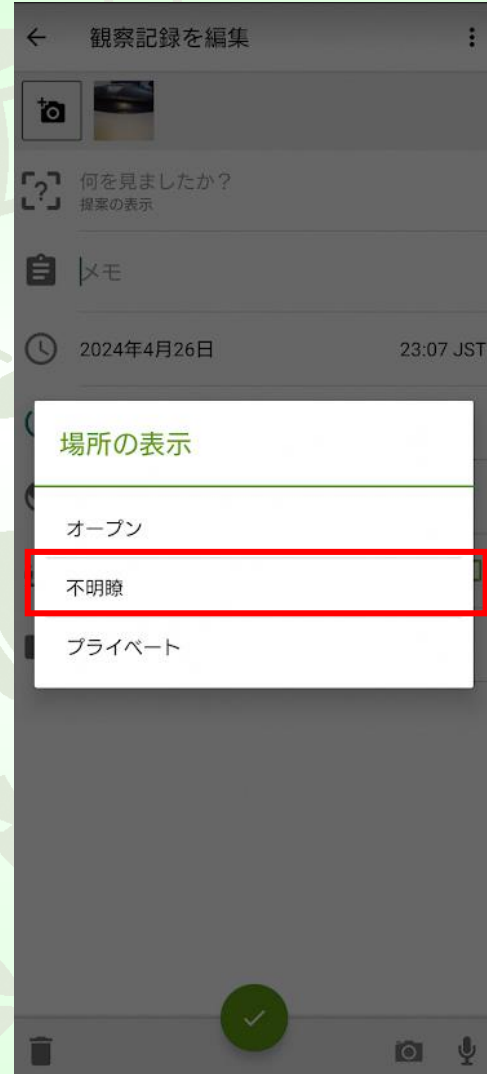 観察記録を編集
何を見ましたか？
提案の表示
メモ
2024年4月26日 23:07 JST
場所の表示
オープン
不明瞭
プライベート